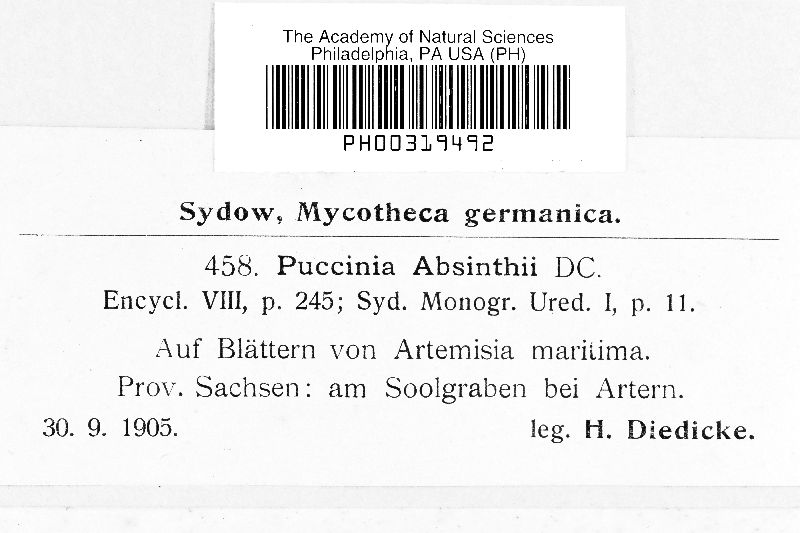 The Academy of Natural Sciences
Philadelphia, PA USA (PH)
PH00319492
Sydow, Mycotheca germanica.
458. Puccinia Absinthii DC.
Encycl. VIII, p. 245; Syd. Monogr. Ured. I, p. 11.
Auf Blättern von Artemisia maritima.
Prov. Sachsen: am Soolgraben bei Artern.
30. 9. 1905. leg. H. Diedicke.